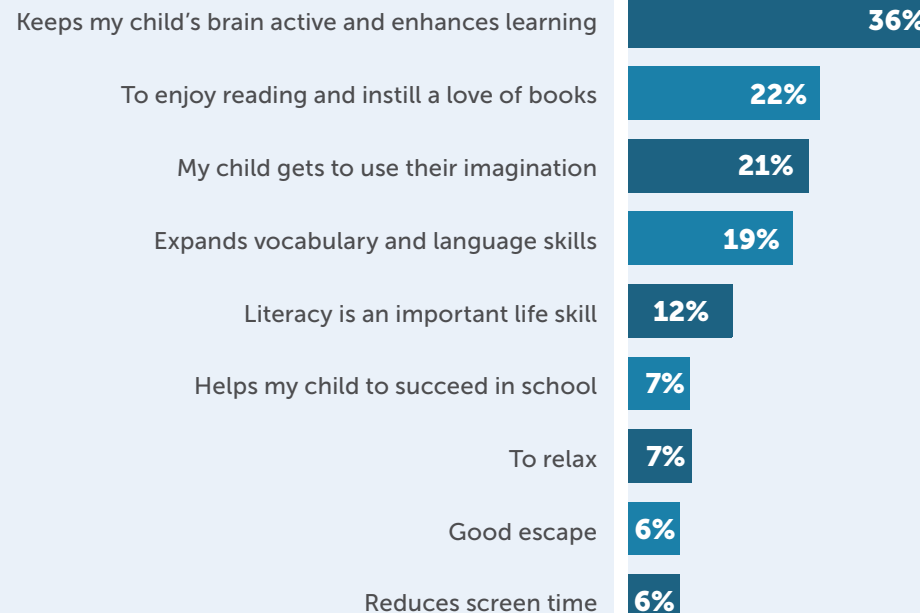 Keeps my child’s brain active and enhances learning 36%
To enjoy reading and instill a love of books 22%
My child gets to use their imagination 21%
Expands vocabulary and language skills 19%
Literacy is an important life skill 12%
Helps my child to succeed in school 7%
To relax 7%
Good escape 6%
Reduces screen time 6%